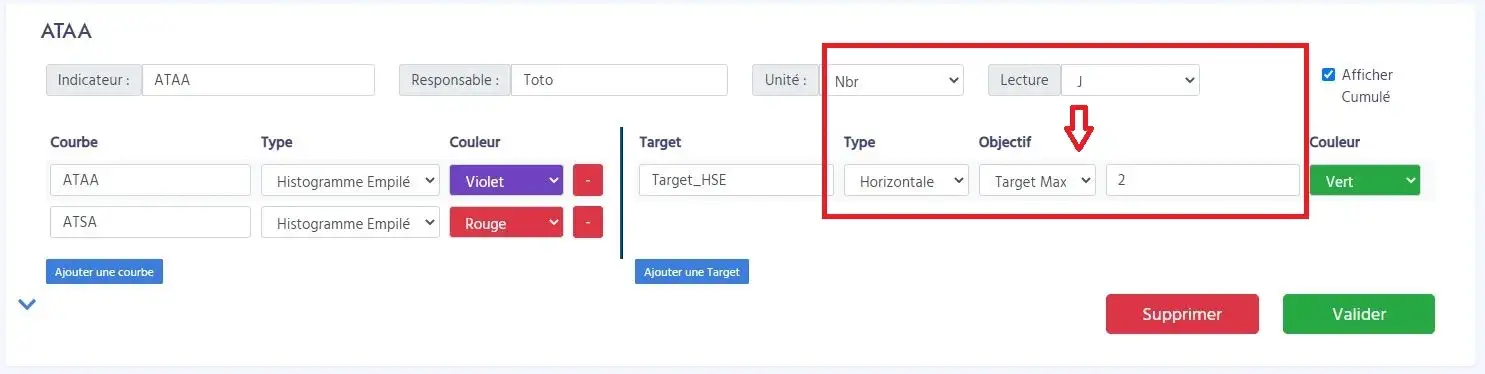 ATAA
Indicateur : ATAA Responsable : Toto Unité : Nbr Lecture J Afficher Cumulé
Courbe Type Couleur Target Type Objectif Couleur
ATAA Histogramme Empilé Violet - Target_HSE Horizontale Target Max 2 Vert
ATSA Histogramme Empilé Rouge -
Ajouter une courbe Ajouter une Target
Supprimer Valider